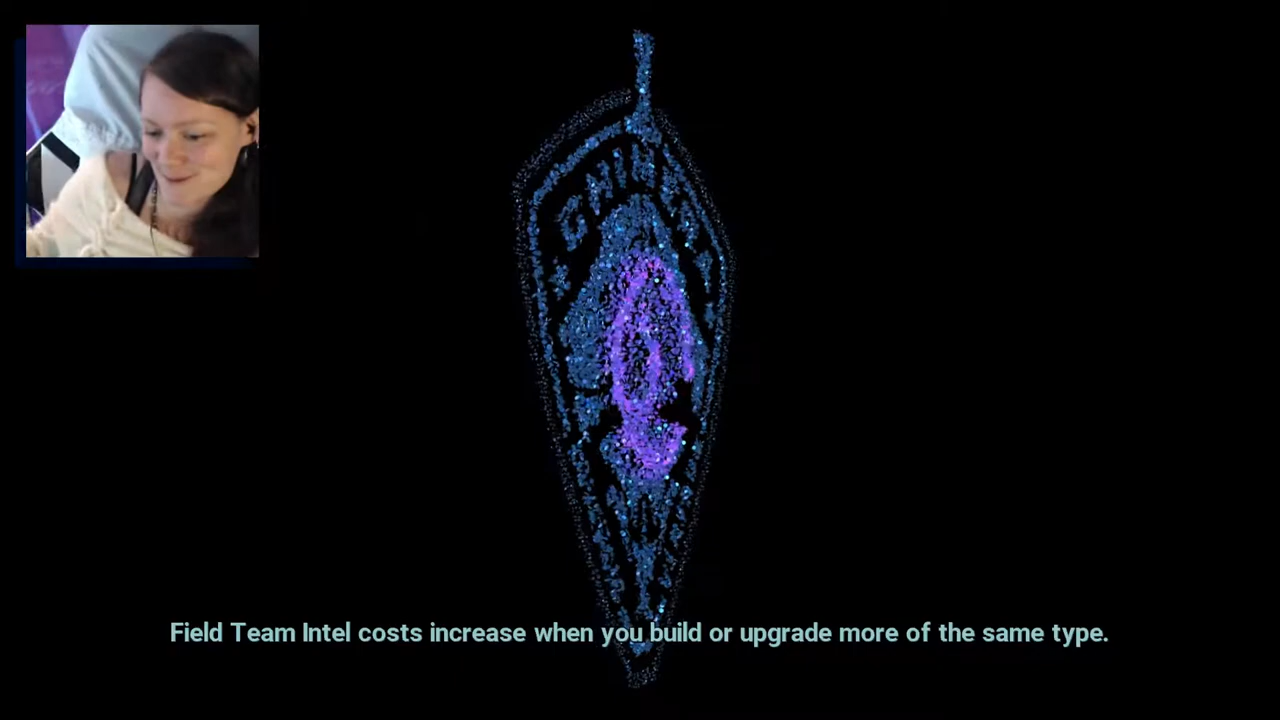 Field Team Intel costs increase when you build or upgrade more of the same type.